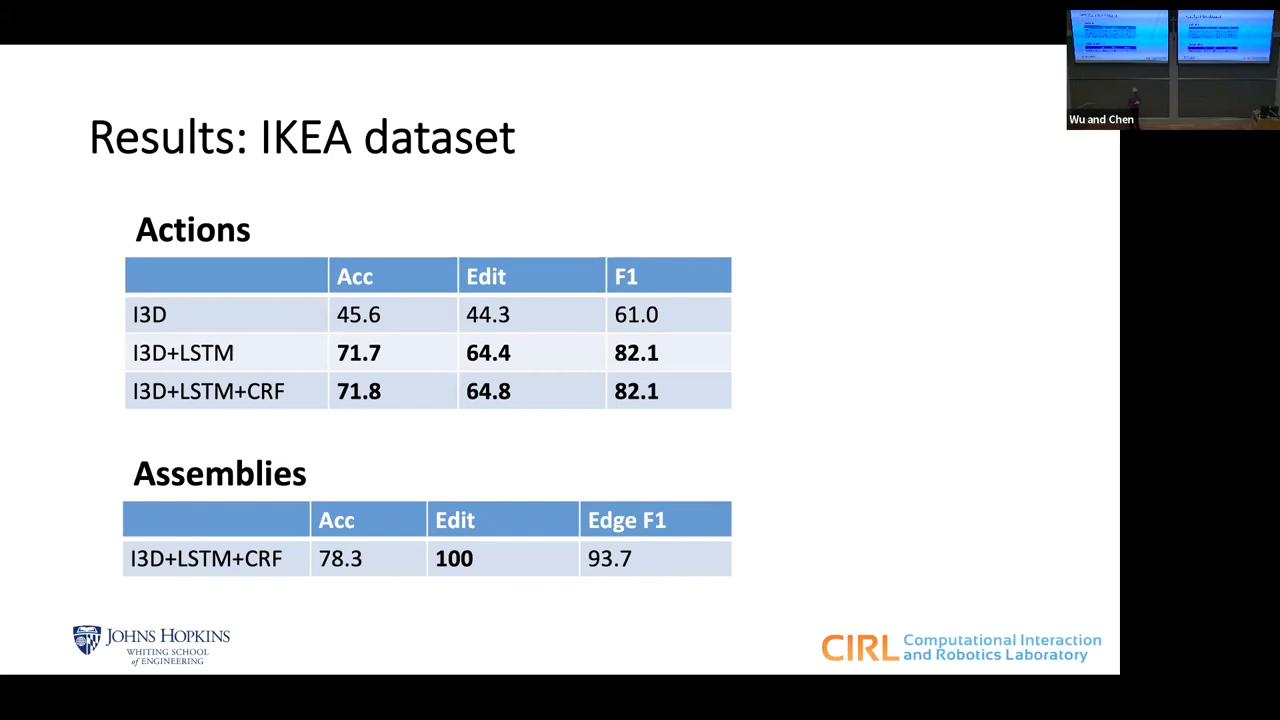 Wu and Chen
Results: IKEA dataset
Actions
Acc Edit F1
I3D 45.6 44.3 61.0
I3D+LSTM 71.7 64.4 82.1
I3D+LSTM+CRF 71.8 64.8 82.1
Assemblies
Acc Edit Edge F1
I3D+LSTM+CRF 78.3 100 93.7
JOHNS HOPKINS
WHITING SCHOOL
of ENGINEERING
CIRL Computational Interaction
and Robotics Laboratory